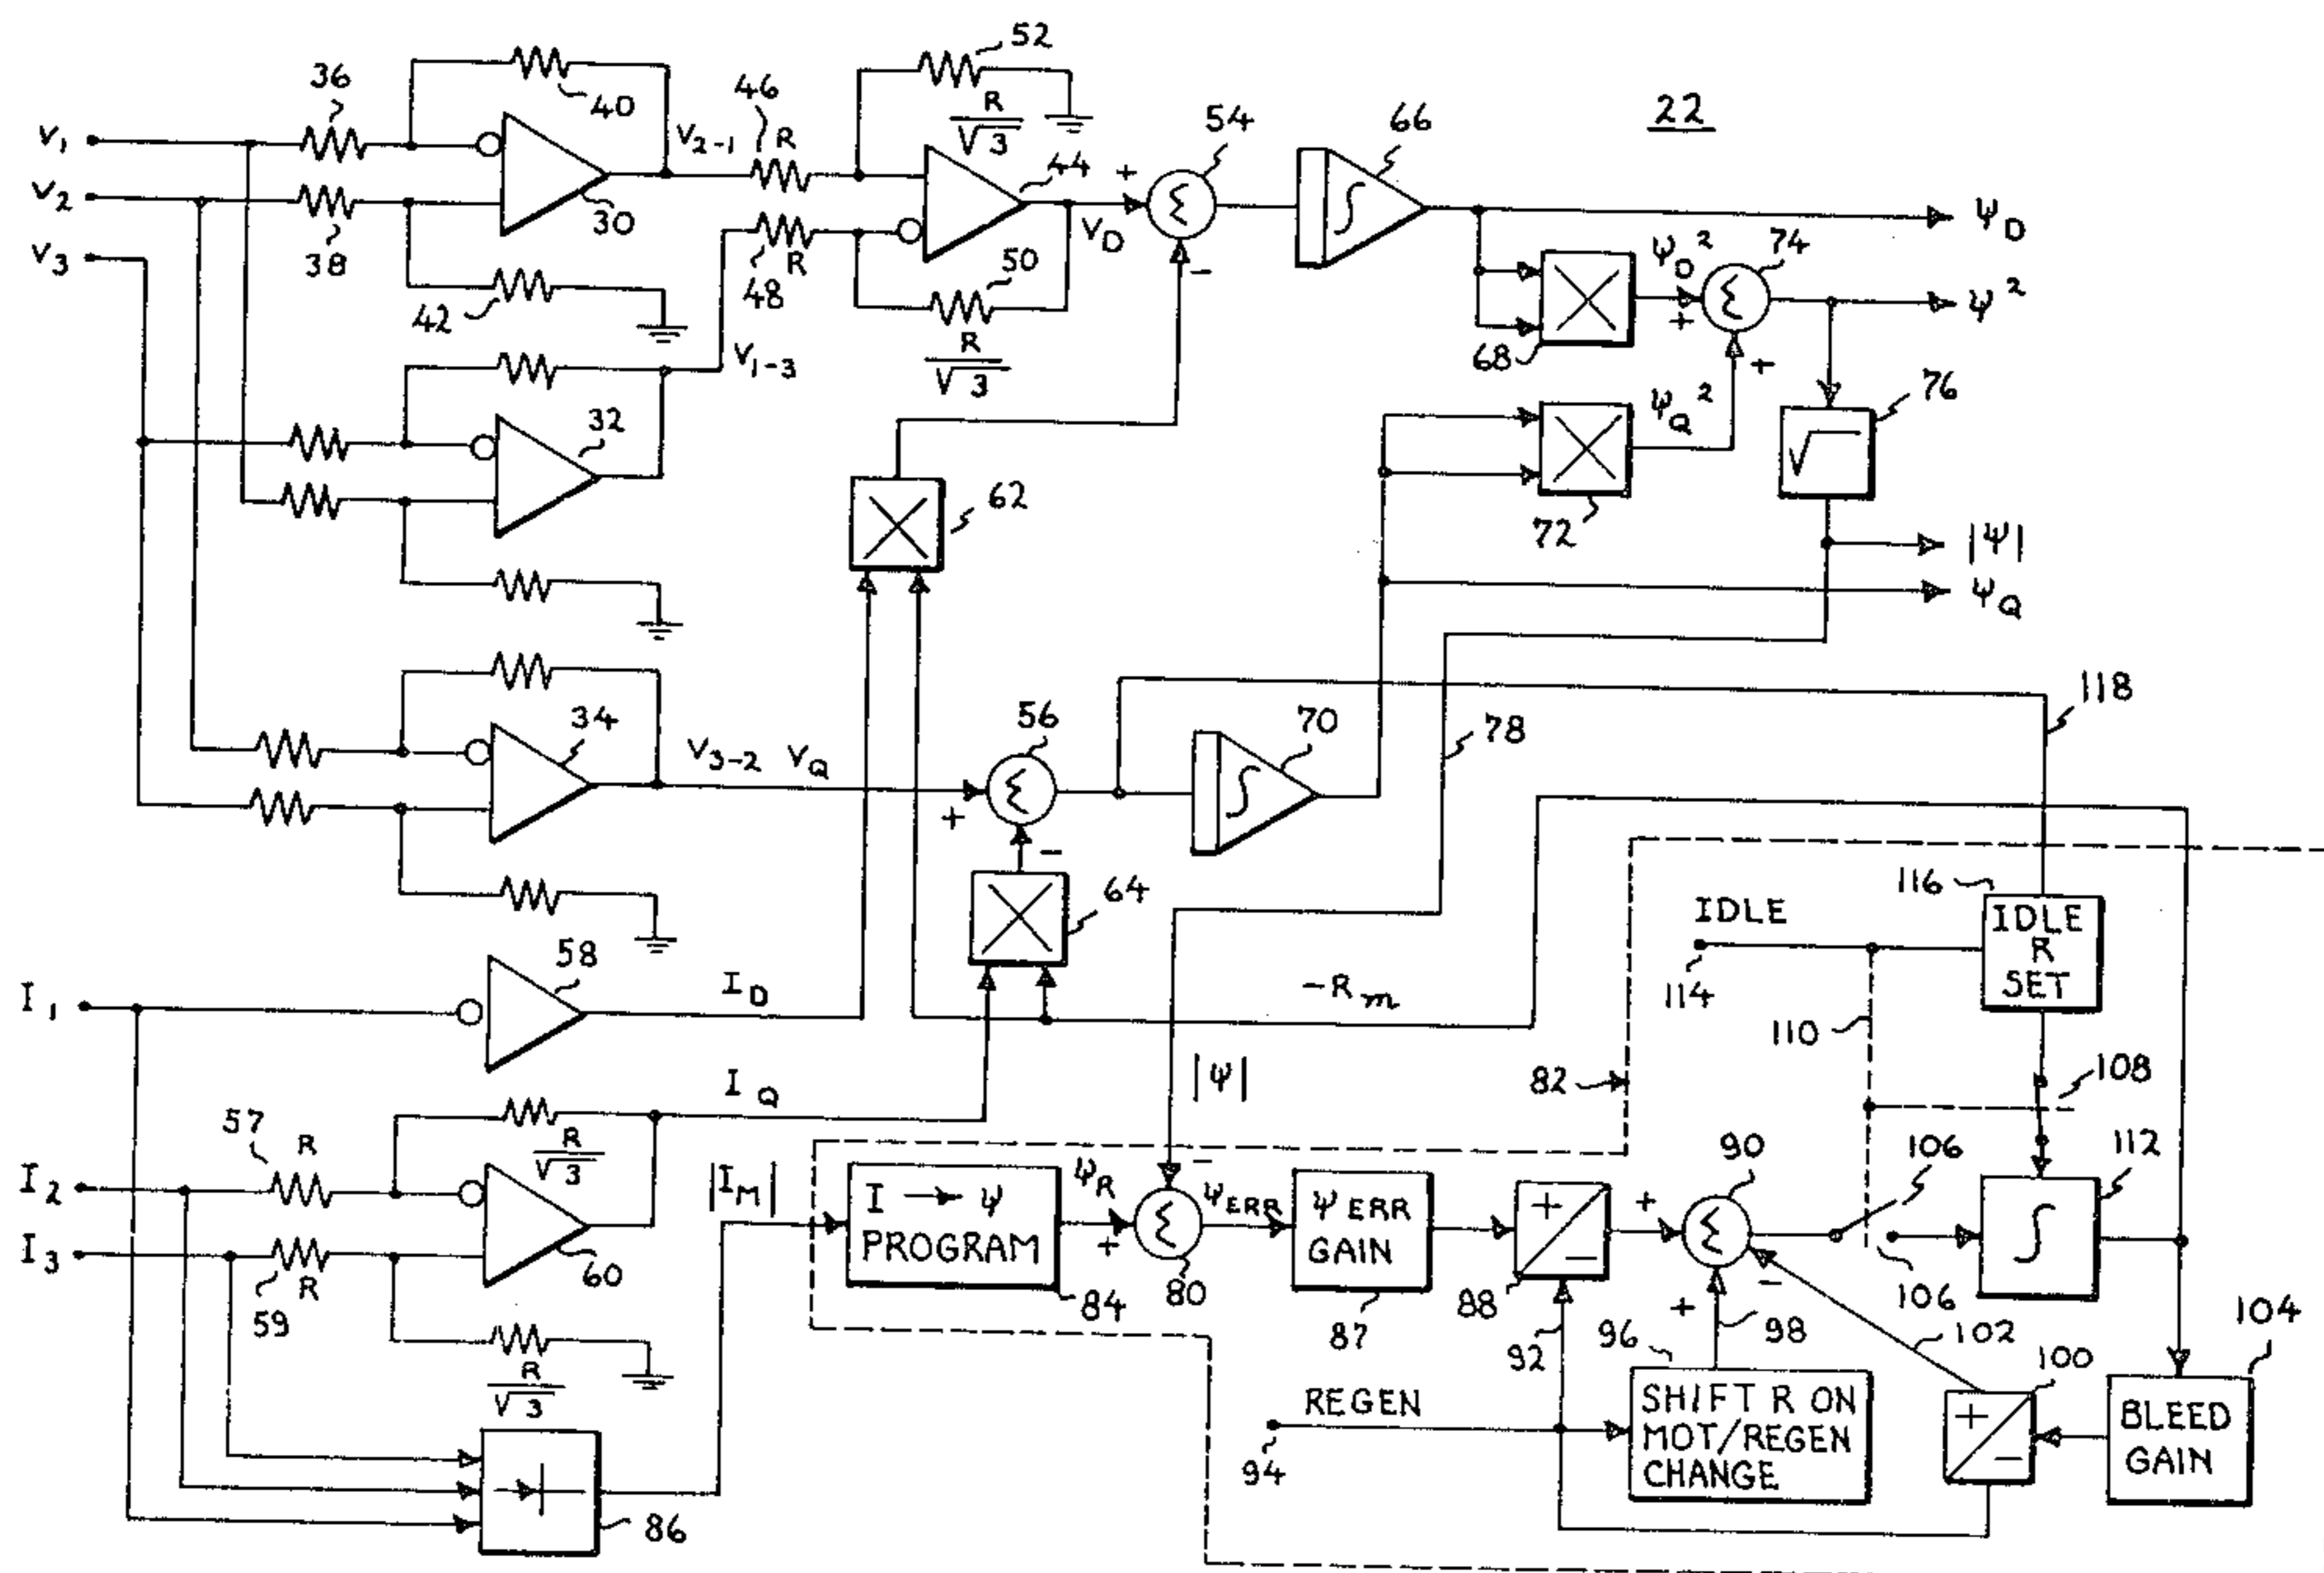 22
V1
V2
V3
36
38
40
30
42
V2-1
46
R
48
R
52
R
√3
44
VD
50
R
√3
+
-
54
66
ψD
ψD²
74
ψ²
68
+
+
ψQ²
72
76
√
|ψ|
ψQ
V1-3
32
62
34
V3-2 VQ
56
+
-
70
78
118
64
116
IDLE
114
IDLE
R
SET
I1
58
ID
-Rm
110
108
82
|ψ|
IQ
57
R
R
√3
I2
I3
59
R
60
R
√3
86
|IM|
I → ψ
PROGRAM
84
ψR
+
-
80
ψERR
ψERR
GAIN
87
+
-
88
+
90
-
+
106
106
112
∫
92
96
98
102
100
104
REGEN
94
SHIFT R ON
MOT/REGEN
CHANGE
+
-
BLEED
GAIN